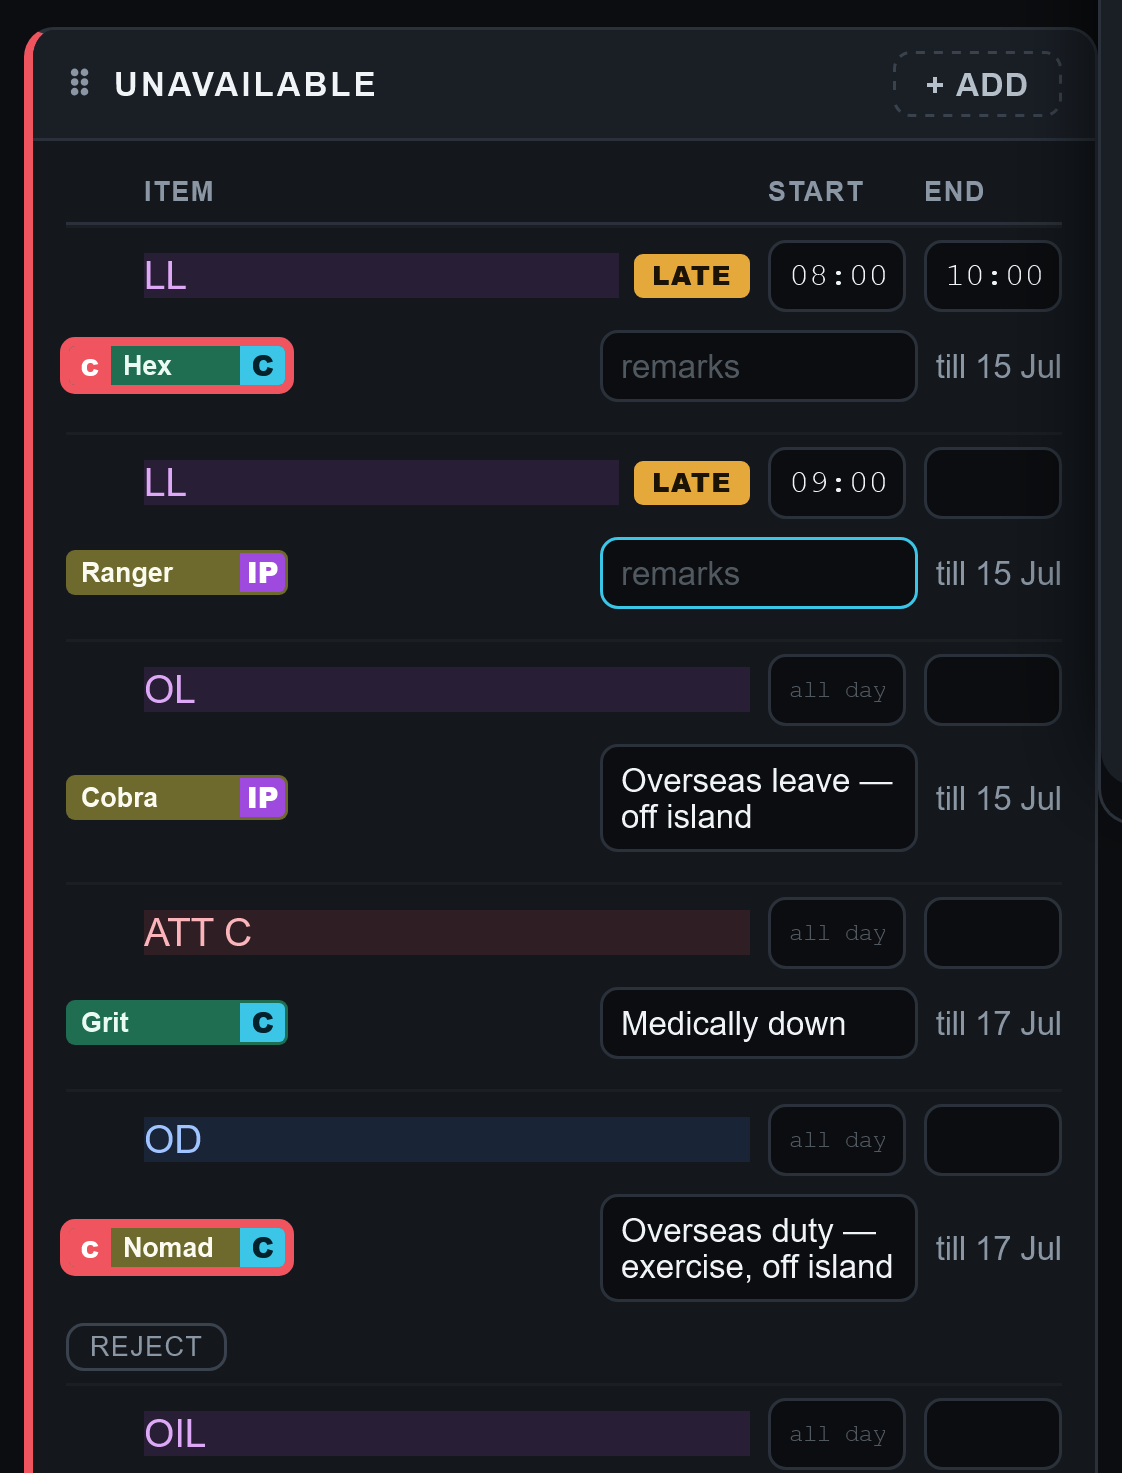 UNAVAILABLE
+ ADD
ITEM START END
LL LATE 08:00 10:00
c Hex C remarks till 15 Jul
LL LATE 09:00
Ranger IP remarks till 15 Jul
OL all day
Cobra IP Overseas leave — till 15 Jul
off island
ATT C all day
Grit C Medically down till 17 Jul
OD all day
c Nomad C Overseas duty — till 17 Jul
exercise, off island
REJECT
OIL all day